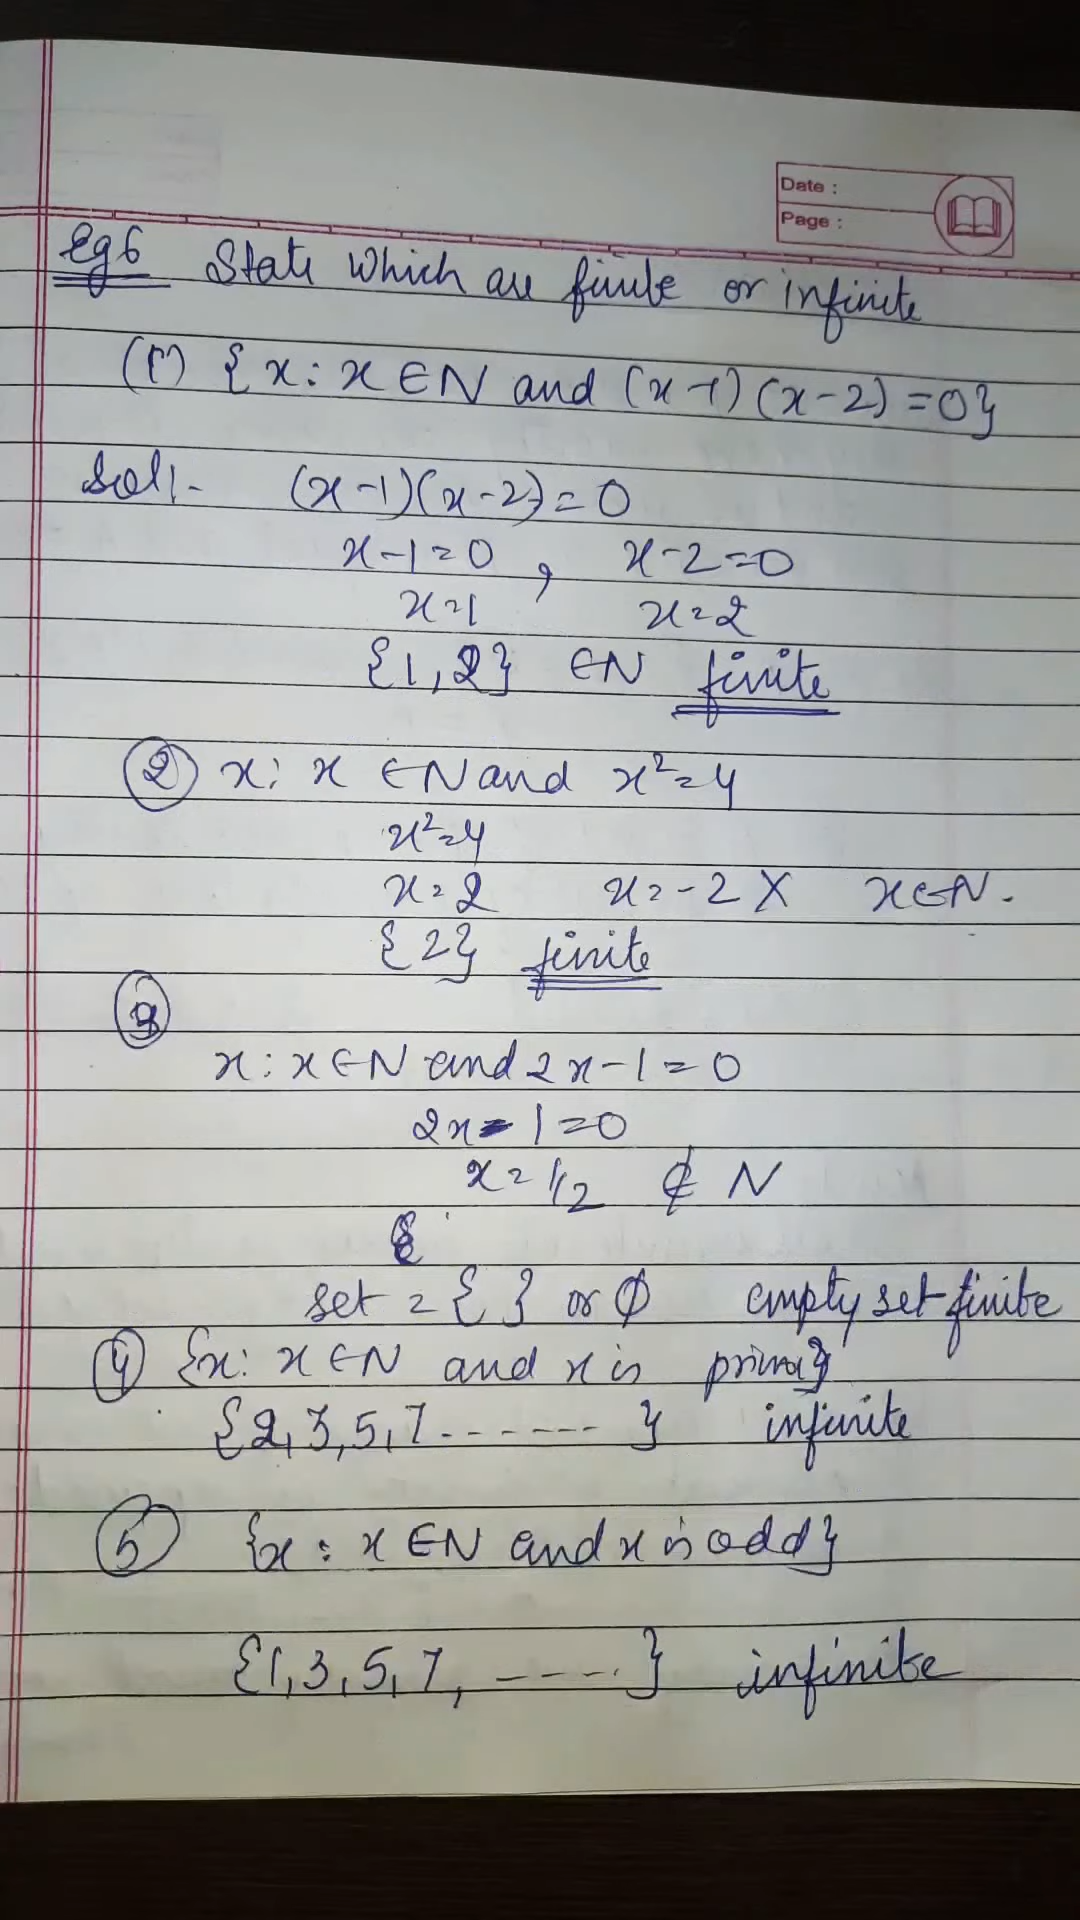 Date :
Page :
Eg6 State which are finite or infinite
(1) {x : x ∈ N and (x-1) (x-2) = 0}
Sol:- (x-1)(x-2) = 0
x-1=0 , x-2=0
x=1 x=2
{1,2} ∈N finite
② x: x ∈ N and x²=4
x²=4
x=2 x=-2 X x∈N.
{2} finite
③
x : x ∈ N and 2x-1=0
2x-1=0
x=1/2 ∉ N
set = { } or ϕ empty set finite
④ {x: x ∈ N and x is prime}
{2,3,5,7.......} infinite
⑤ {x : x ∈ N and x is odd}
{1,3,5,7, ----.} infinite